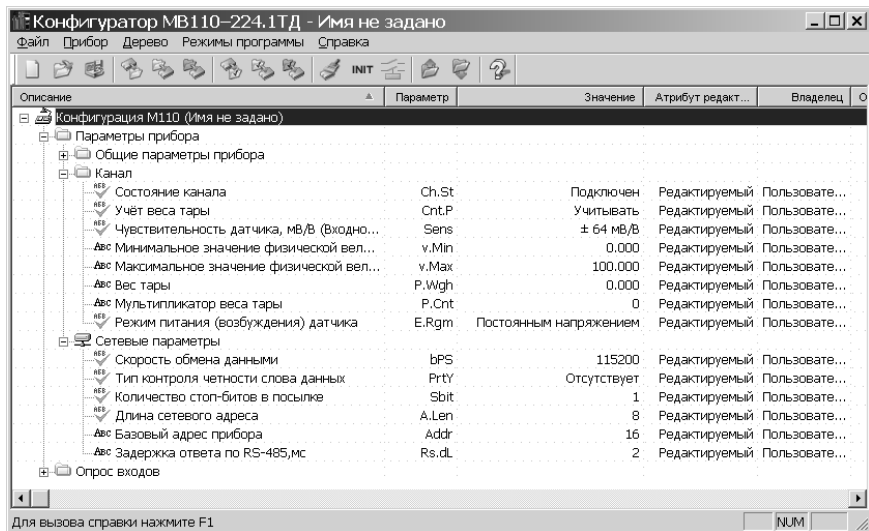 Конфигуратор МВ110–224.1ТД - Имя не задано
Файл Прибор Дерево Режимы программы Справка
INIT
Описание Параметр Значение Атрибут редакт... Владелец О
Конфигурация М110 (Имя не задано)
Параметры прибора
Общие параметры прибора
Канал
Состояние канала Ch.St Подключен Редактируемый Пользовате...
Учёт веса тары Cnt.P Учитывать Редактируемый Пользовате...
Чувствительность датчика, мВ/В (Входно... Sens ± 64 мВ/В Редактируемый Пользовате...
Минимальное значение физической вел... v.Min 0.000 Редактируемый Пользовате...
Максимальное значение физической вел... v.Max 100.000 Редактируемый Пользовате...
Вес тары P.Wgh 0.000 Редактируемый Пользовате...
Мультипликатор веса тары P.Cnt 0 Редактируемый Пользовате...
Режим питания (возбуждения) датчика E.Rgm Постоянным напряжением Редактируемый Пользовате...
Сетевые параметры
Скорость обмена данными bPS 115200 Редактируемый Пользовате...
Тип контроля четности слова данных PrtY Отсутствует Редактируемый Пользовате...
Количество стоп-битов в посылке Sbit 1 Редактируемый Пользовате...
Длина сетевого адреса A.Len 8 Редактируемый Пользовате...
Базовый адрес прибора Addr 16 Редактируемый Пользовате...
Задержка ответа по RS-485,мс Rs.dL 2 Редактируемый Пользовате...
Опрос входов
Для вызова справки нажмите F1 NUM